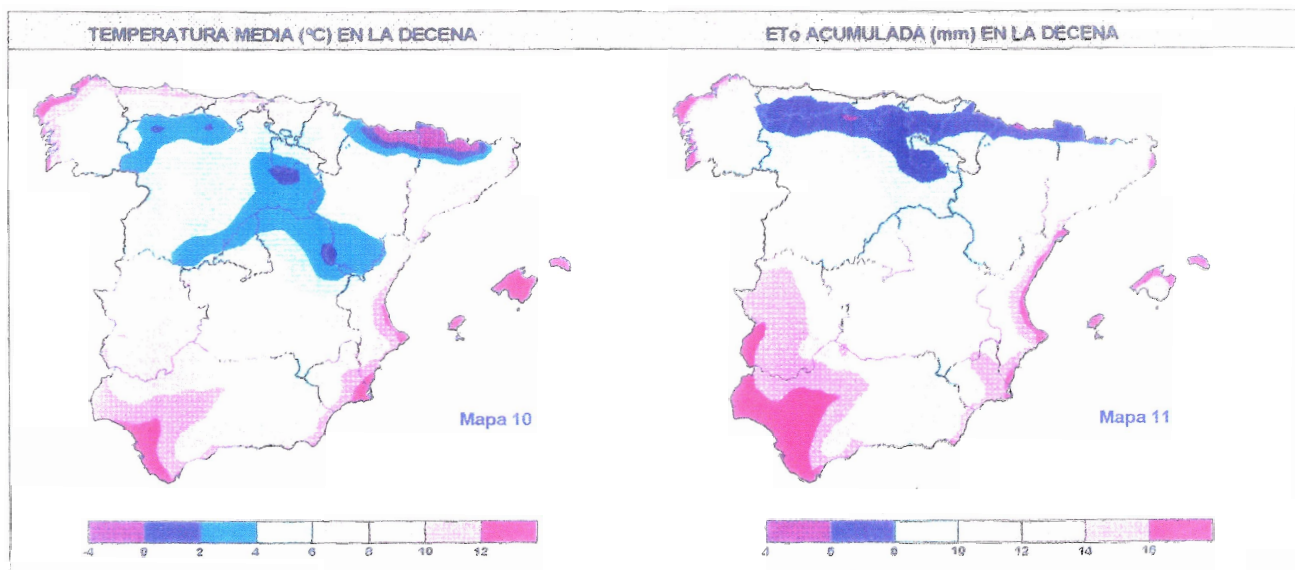 TEMPERATURA MEDIA (ºC) EN LA DECENA
ETo ACUMULADA (mm) EN LA DECENA
Mapa 10
Mapa 11
-4 0 2 4 6 8 10 12
4 6 8 10 12 14 16